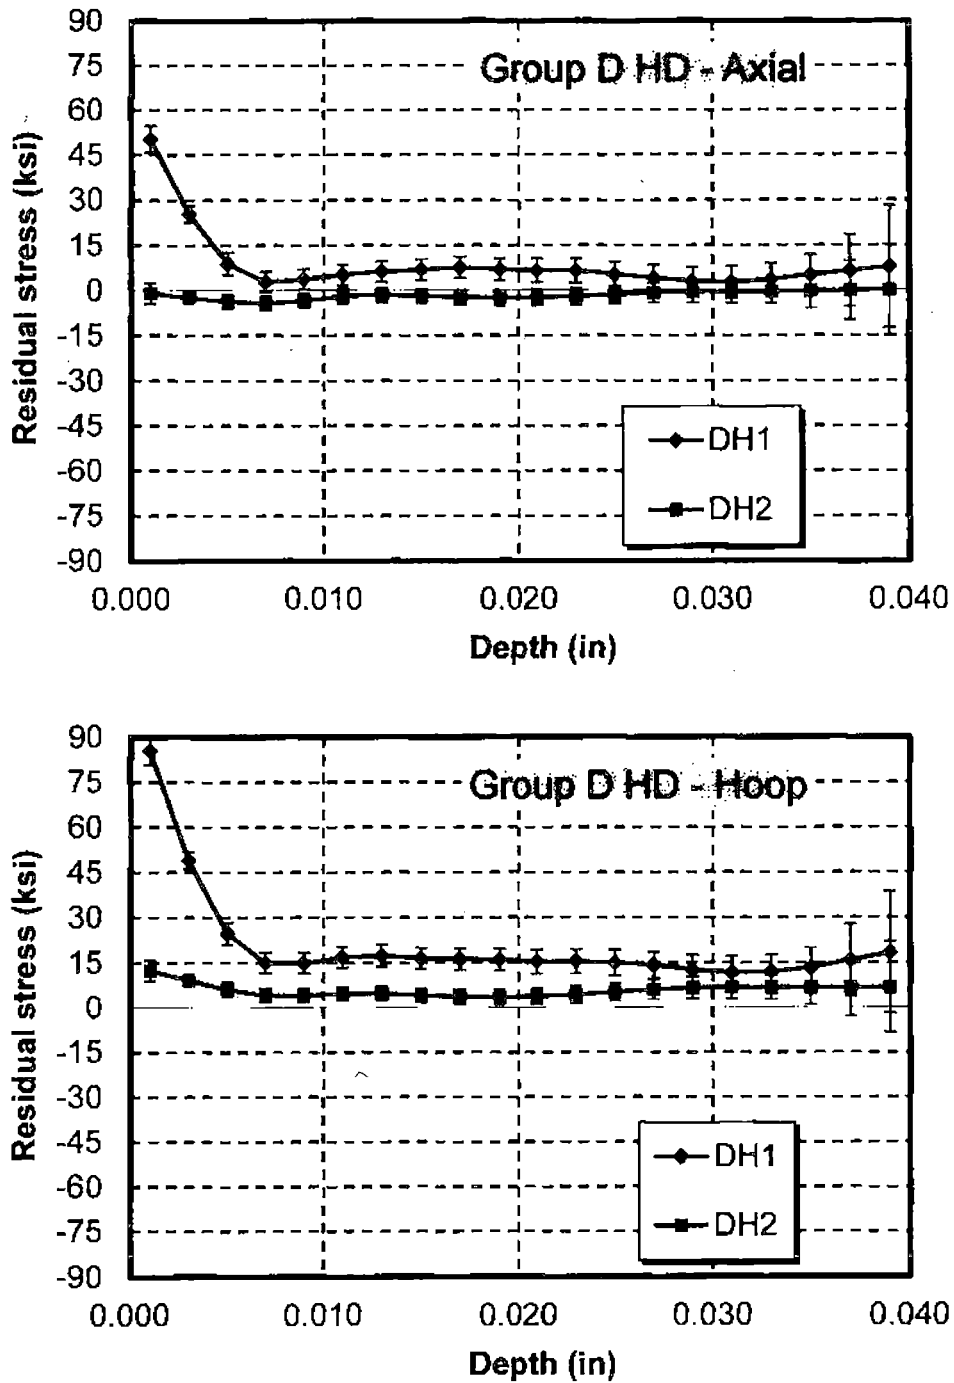 90
75
60
45
30
15
0
-15
-30
-45
-60
-75
-90
Residual stress (ksi)
Group D HD - Axial
DH1
DH2
0.000 0.010 0.020 0.030 0.040
Depth (in)
90
75
60
45
30
15
0
-15
-30
-45
-60
-75
-90
Residual stress (ksi)
Group D HD - Hoop
DH1
DH2
0.000 0.010 0.020 0.030 0.040
Depth (in)